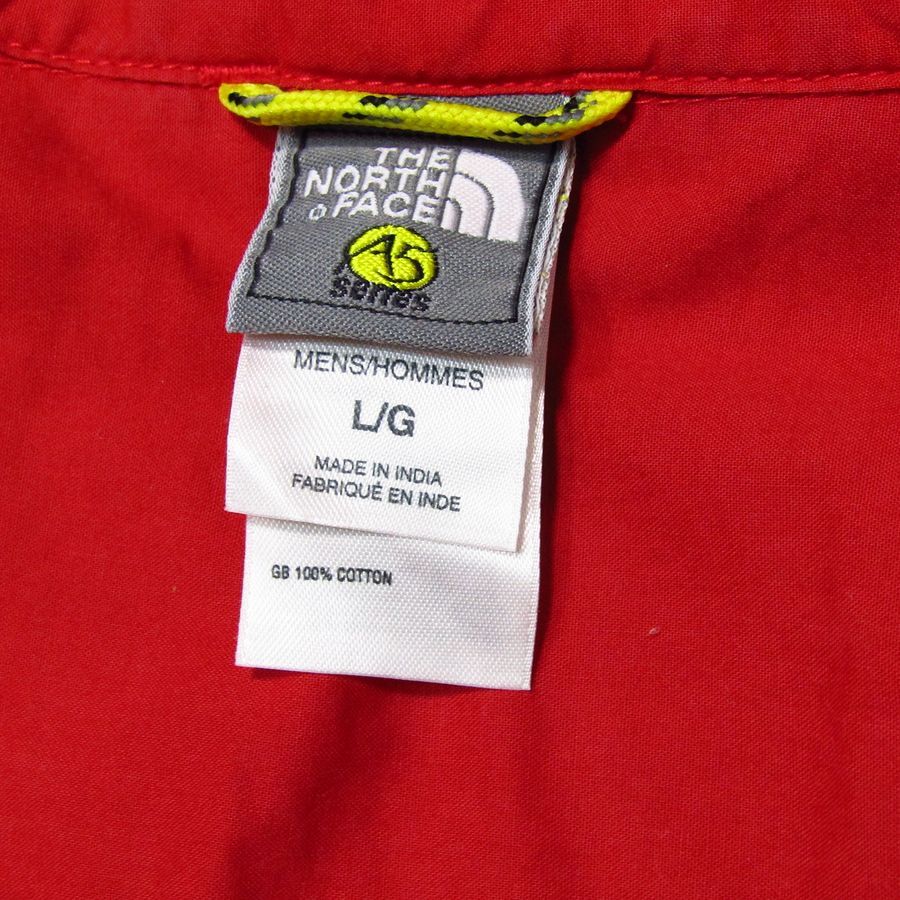 THE
NORTH
FACE
A5
series
MENS/HOMMES
L/G
MADE IN INDIA
FABRIQUÉ EN INDE
GB 100% COTTON